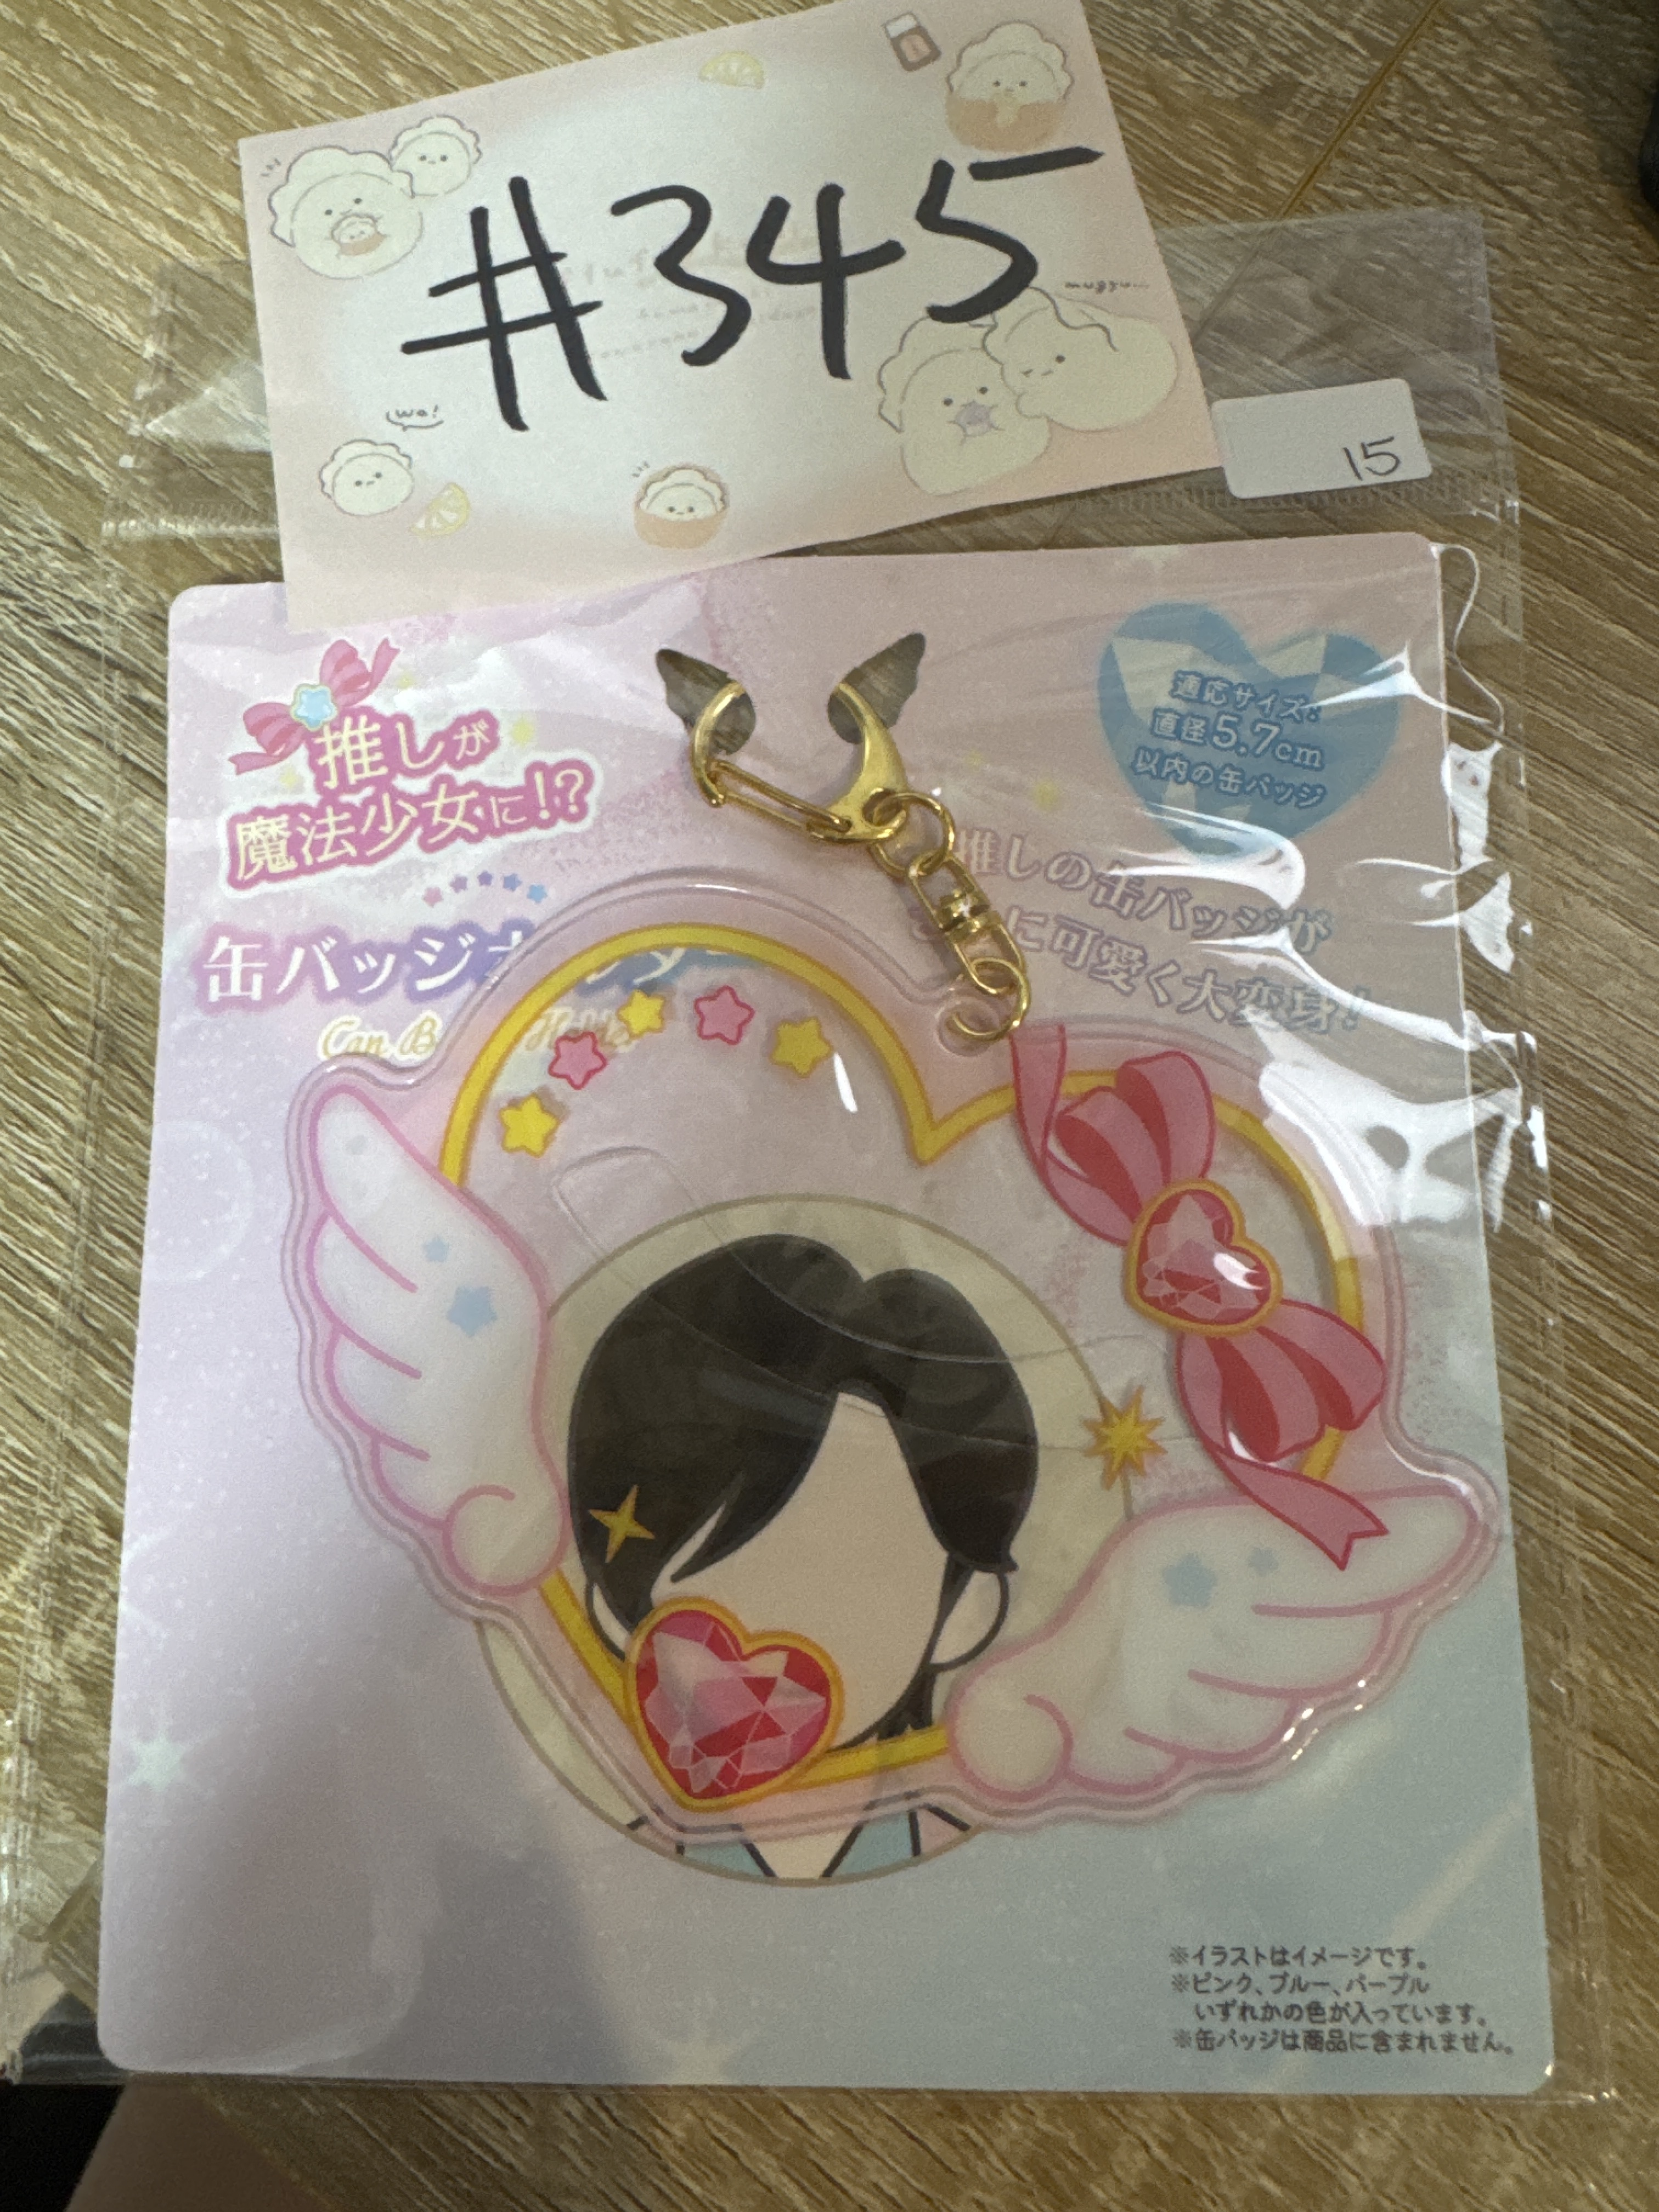 #345
mugyu...
wa!
15
推しが
魔法少女に!?
適応サイズ:
直径5.7cm
以内の缶バッジ
缶バッジ
Can B
推しの缶バッジが
に可愛く大変身!
※イラストはイメージです。
※ピンク、ブルー、パープル
いずれかの色が入っています。
※缶バッジは商品に含まれません。